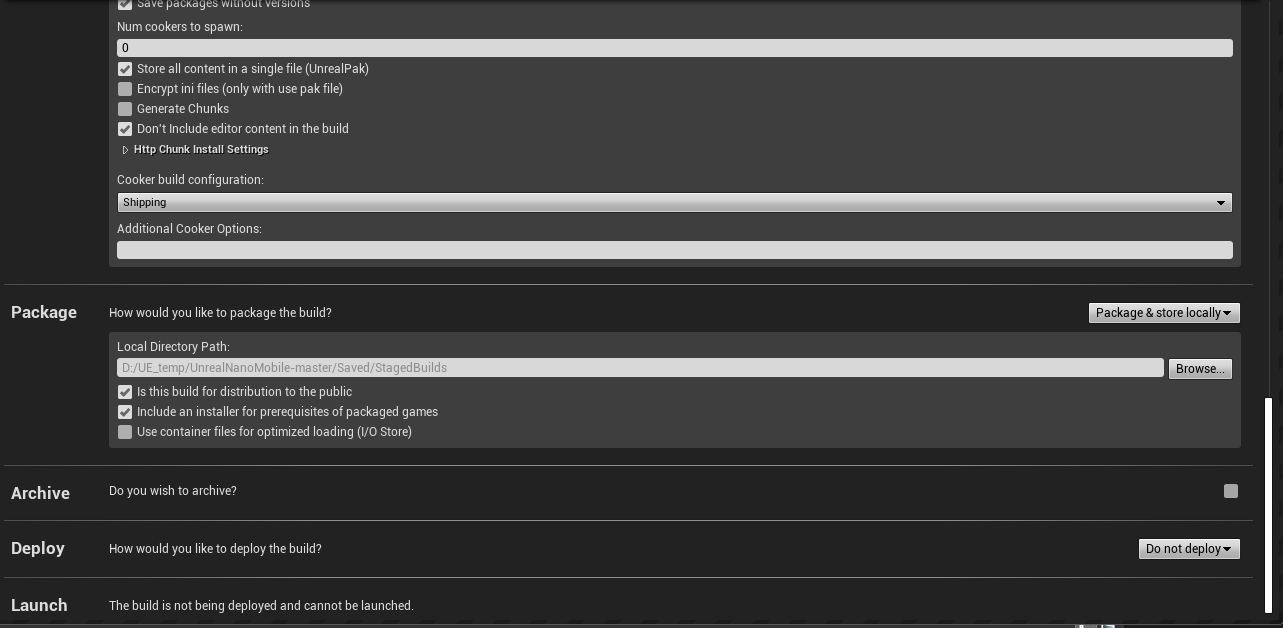 Save packages without versions
Num cookers to spawn:
0
Store all content in a single file (UnrealPak)
Encrypt ini files (only with use pak file)
Generate Chunks
Don't Include editor content in the build
Http Chunk Install Settings
Cooker build configuration:
Shipping
Additional Cooker Options:
Package
How would you like to package the build?
Package & store locally
Local Directory Path:
D:/UE_temp/UnrealNanoMobile-master/Saved/StagedBuilds
Browse...
Is this build for distribution to the public
Include an installer for prerequisites of packaged games
Use container files for optimized loading (I/O Store)
Archive
Do you wish to archive?
Deploy
How would you like to deploy the build?
Do not deploy
Launch
The build is not being deployed and cannot be launched.